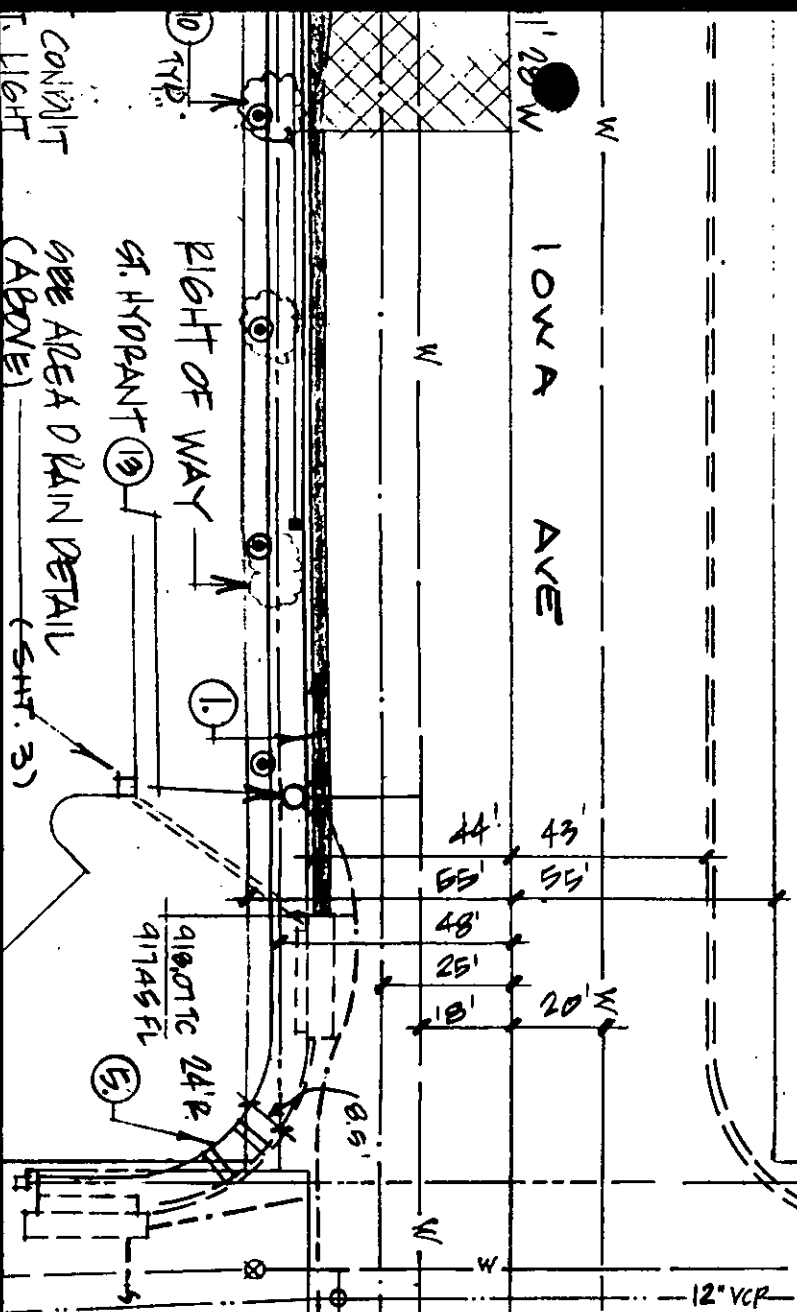 10
TYP.
CONDUIT
T. LIGHT
SEE AREA DRAIN DETAIL
(ABOVE)
(SHT. 3)
ST. HYDRANT 13
RIGHT OF WAY
1.
W
W
IOWA AVE
W
44' 43'
55' 55'
48'
25'
18' 20'
W
918.07 TC
917.45 FL
24' R.
8.5'
5.
W
W
12" VCP